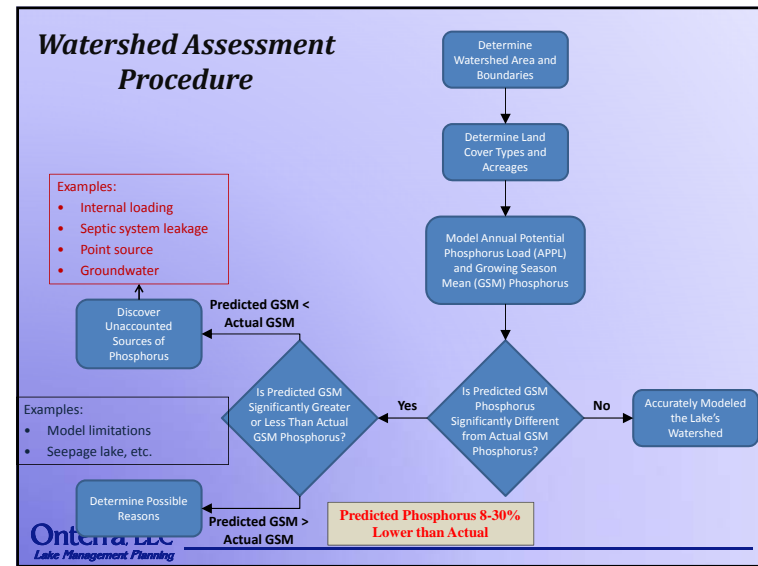 Watershed Assessment
Procedure
Determine
Watershed Area and
Boundaries
Determine Land
Cover Types and
Acreages
Model Annual Potential
Phosphorus Load (APPL)
and Growing Season
Mean (GSM) Phosphorus
Is Predicted GSM
Phosphorus
Significantly Different
from Actual GSM
Phosphorus?
No
Accurately Modeled
the Lake's
Watershed
Yes
Is Predicted GSM
Significantly Greater
or Less Than Actual
GSM Phosphorus?
Predicted GSM <
Actual GSM
Discover
Unaccounted
Sources of
Phosphorus
Examples:
• Internal loading
• Septic system leakage
• Point source
• Groundwater
Predicted GSM >
Actual GSM
Determine Possible
Reasons
Examples:
• Model limitations
• Seepage lake, etc.
Predicted Phosphorus 8-30%
Lower than Actual
Onterra, LLC
Lake Management Planning